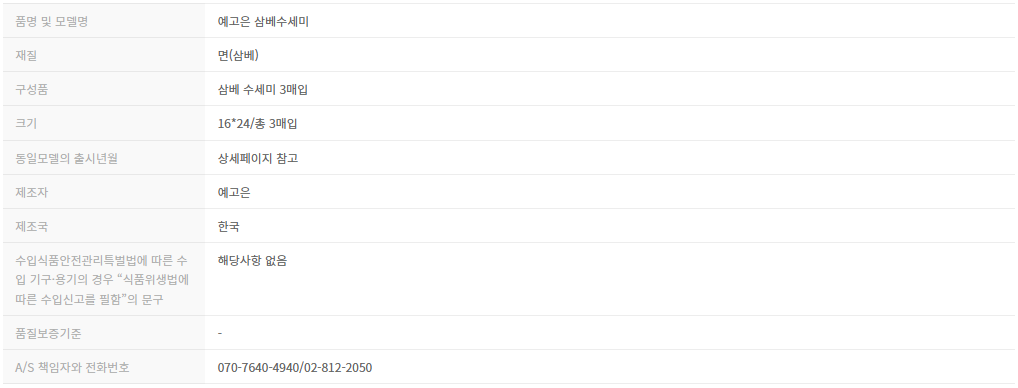 품명 및 모델명 예고은 삼베수세미
재질 면(삼베)
구성품 삼베 수세미 3매입
크기 16*24/총 3매입
동일모델의 출시년월 상세페이지 참고
제조자 예고은
제조국 한국
수입식품안전관리특별법에 따른 수 해당사항 없음
입 기구·용기의 경우 “식품위생법에
따른 수입신고를 필함”의 문구
품질보증기준 -
A/S 책임자와 전화번호 070-7640-4940/02-812-2050